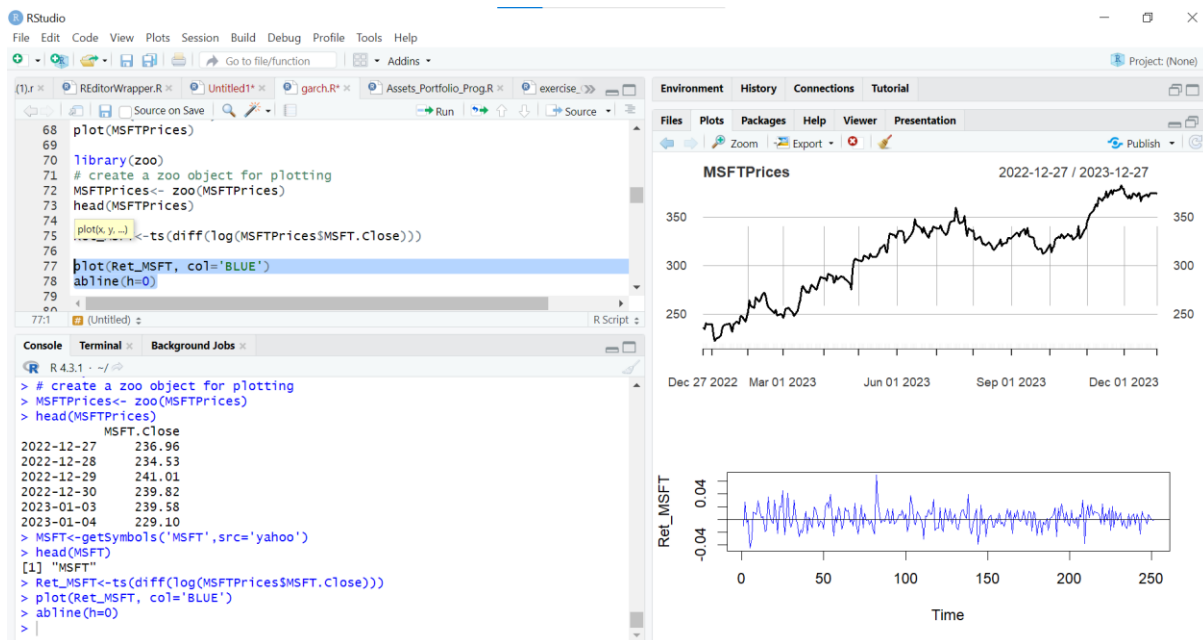 RStudio
File Edit Code View Plots Session Build Debug Profile Tools Help
Go to file/function Addins Project: (None)
(1).r REditorWrapper.R Untitled1* garch.R* Assets_Portfolio_Prog.R exercise_
Source on Save Run Source
68 plot(MSFTPrices)
69
70 library(zoo)
71 # create a zoo object for plotting
72 MSFTPrices<- zoo(MSFTPrices)
73 head(MSFTPrices)
74
plot(x, y, ...)
75 <-ts(diff(log(MSFTPrices$MSFT.Close)))
76
77 plot(Ret_MSFT, col='BLUE')
78 abline(h=0)
79
80
77:1 (Untitled) R Script
Console Terminal Background Jobs
R 4.3.1 · ~/
> # create a zoo object for plotting
> MSFTPrices<- zoo(MSFTPrices)
> head(MSFTPrices)
MSFT.Close
2022-12-27 236.96
2022-12-28 234.53
2022-12-29 241.01
2022-12-30 239.82
2023-01-03 239.58
2023-01-04 229.10
> MSFT<-getSymbols('MSFT',src='yahoo')
> head(MSFT)
[1] "MSFT"
> Ret_MSFT<-ts(diff(log(MSFTPrices$MSFT.Close)))
> plot(Ret_MSFT, col='BLUE')
> abline(h=0)
>
Environment History Connections Tutorial
Files Plots Packages Help Viewer Presentation
Zoom Export Publish
MSFTPrices 2022-12-27 / 2023-12-27
350 350
300 300
250 250
Dec 27 2022 Mar 01 2023 Jun 01 2023 Sep 01 2023 Dec 01 2023
Ret_MSFT
0.04
-0.04
0 50 100 150 200 250
Time